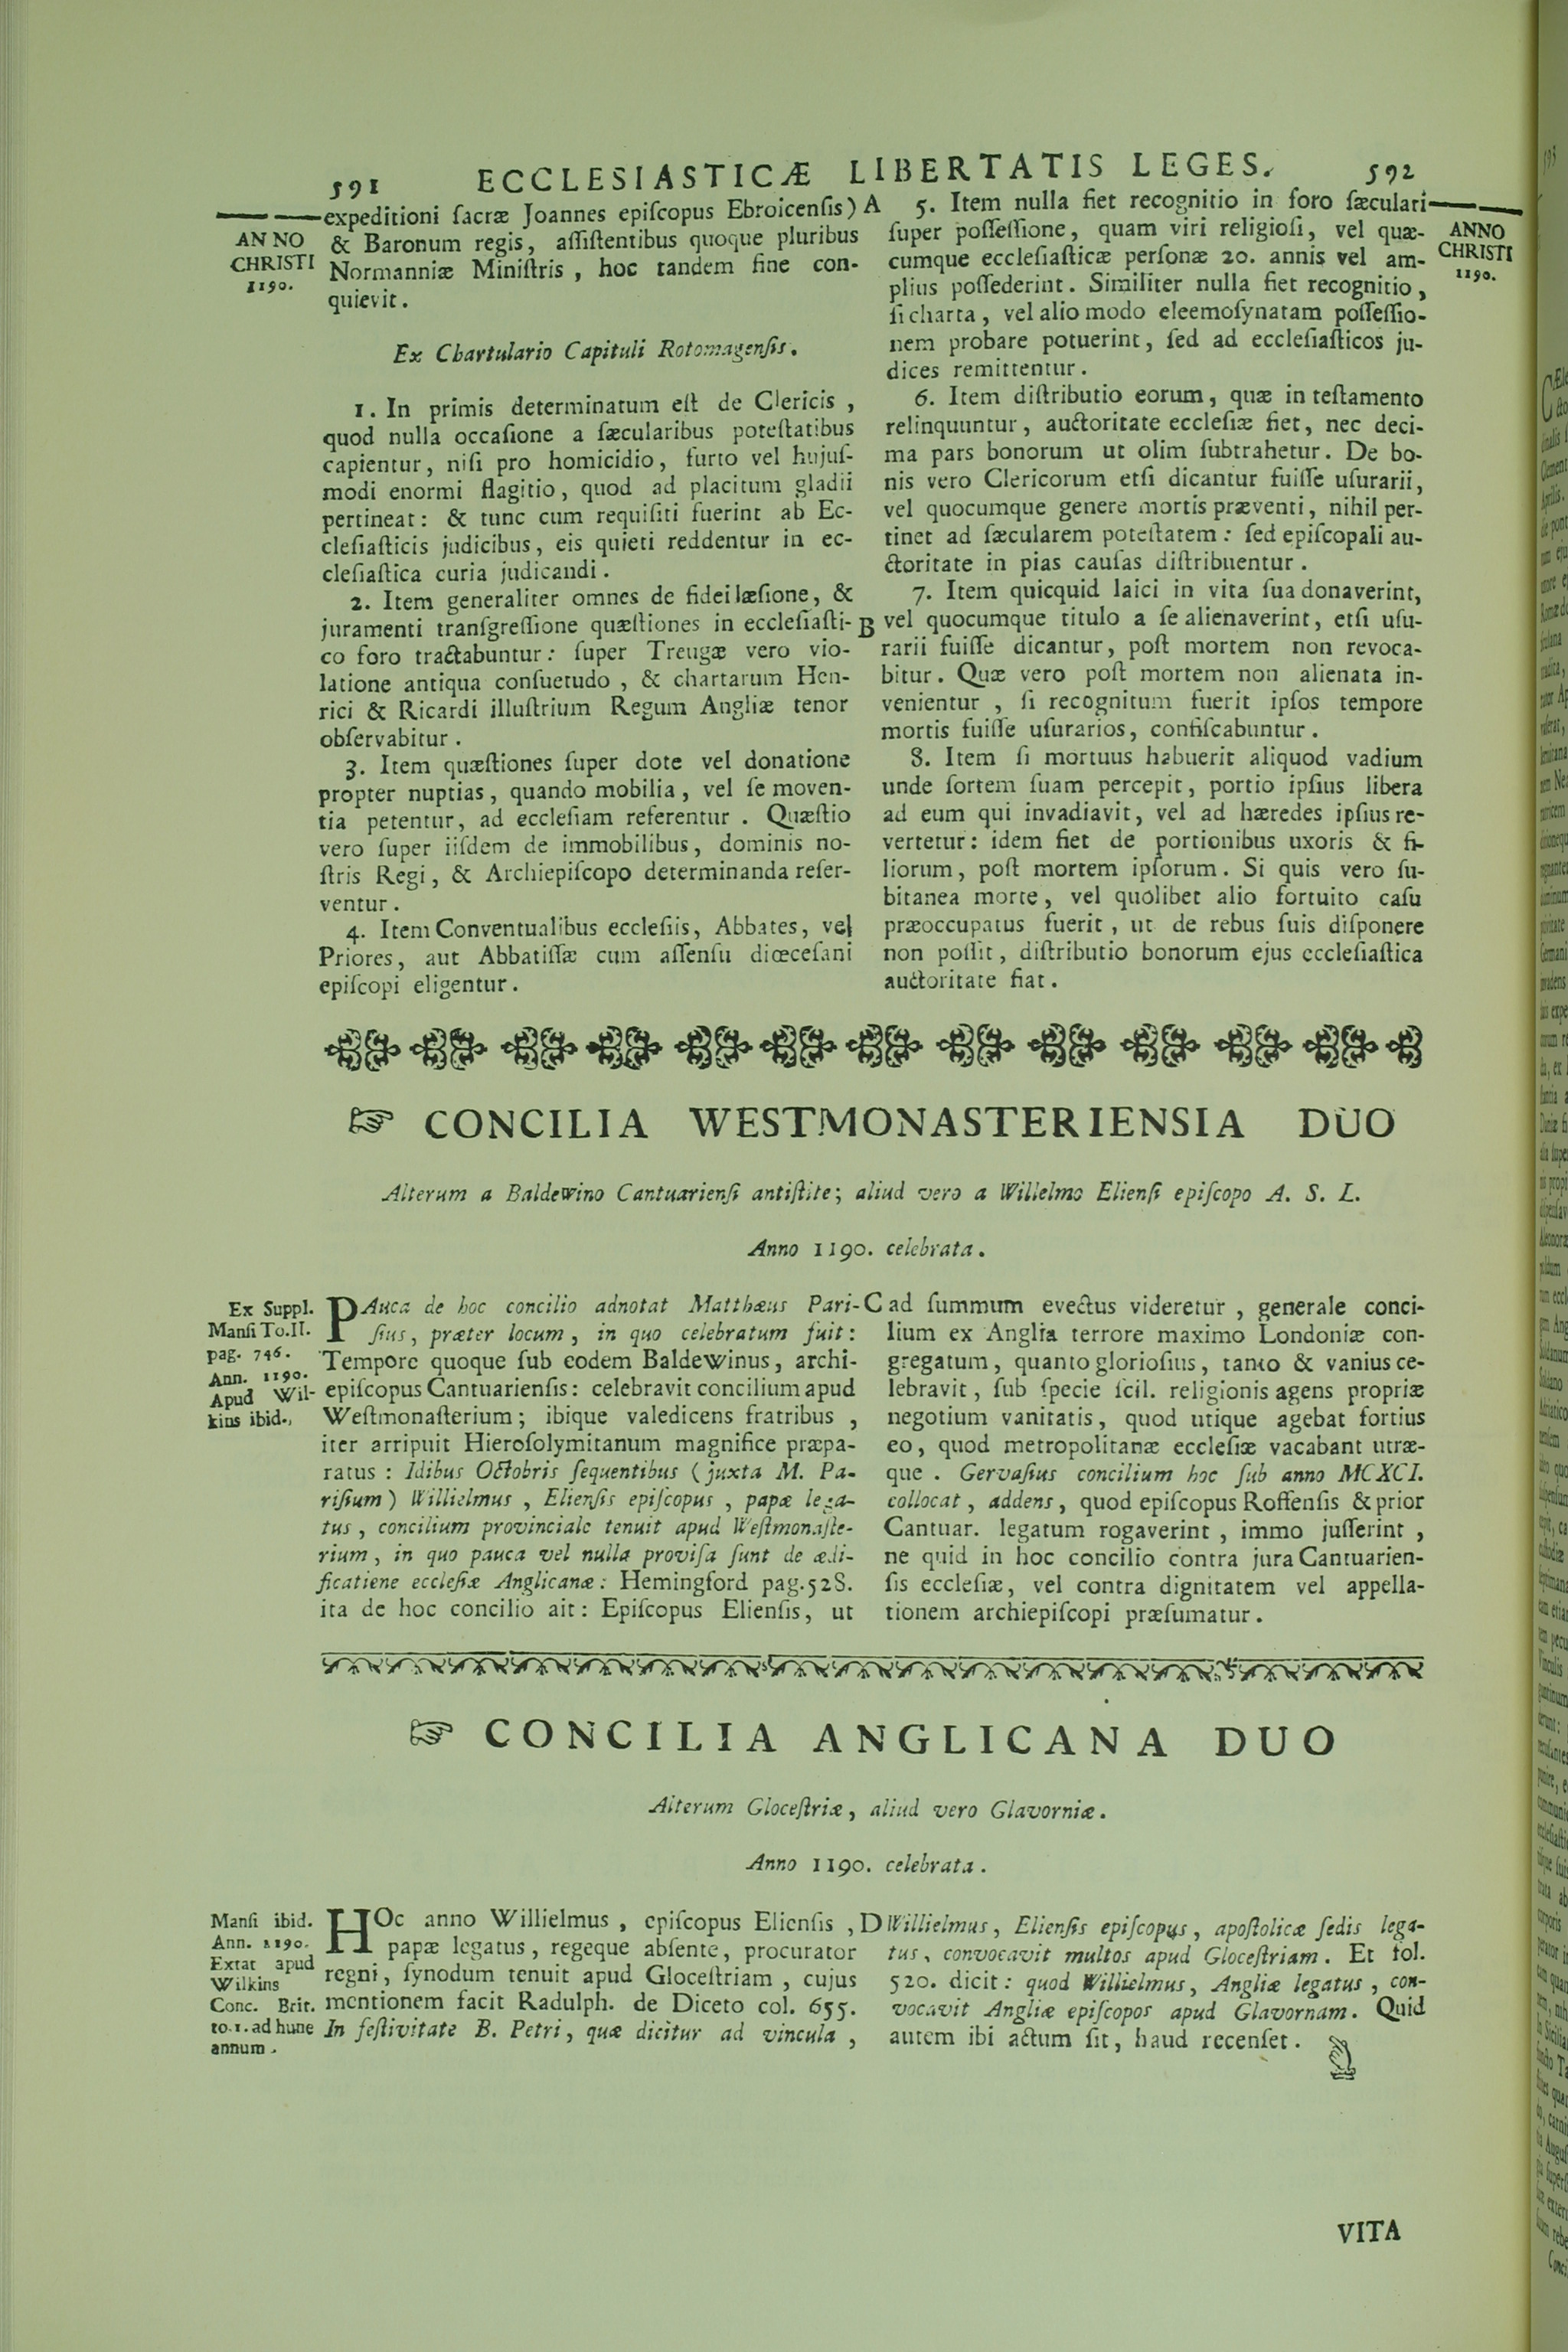 591 ECCLESIASTICÆ LIBERTATIS LEGES. 592
ANNO
CHRISTI
1190.
expeditioni ſacræ Joannes epiſcopus Ebroicenſis) A
& Baronum regis, aſſiſtentibus quoque pluribus
Normanniæ Miniſtris, hoc tandem fine con-
quievit.
Ex Chartulario Capituli Rotomagenſis.
1. In primis determinatum eſt de Clericis,
quod nulla occaſione a ſæcularibus poteſtatibus
capientur, niſi pro homicidio, furto vel hujuſ-
modi enormi flagitio, quod ad placitum gladii
pertineat: & tunc cum requiſiti fuerint ab Ec-
cleſiaſticis judicibus, eis quieti reddentur in ec-
cleſiaſtica curia judicandi.
2. Item generaliter omnes de fidei læſione, &
juramenti tranſgreſſione quæſtiones in eccleſiaſti- B
co foro tractabuntur: ſuper Treugæ vero vio-
latione antiqua conſuetudo, & chartarum Hen-
rici & Ricardi illuſtrium Regum Angliæ tenor
obſervabitur.
3. Item quæſtiones ſuper dote vel donatione
propter nuptias, quando mobilia, vel ſe moven-
tia petentur, ad eccleſiam referentur. Quæſtio
vero ſuper iiſdem de immobilibus, dominis no-
ſtris Regi, & Archiepiſcopo determinanda reſer-
ventur.
4. Item Conventualibus eccleſiis, Abbates, vel
Priores, aut Abbatiſſæ cum aſſenſu diœceſani
epiſcopi eligentur.
5. Item nulla fiet recognitio in foro ſæculari
ſuper poſſeſſione, quam viri religioſi, vel quæ-
cumque eccleſiaſticæ perſonæ 20. annis vel am-
plius poſſederint. Similiter nulla fiet recognitio,
ſi charta, vel alio modo eleemoſynatam poſſeſſio-
nem probare potuerint, ſed ad eccleſiaſticos ju-
dices remittentur.
6. Item diſtributio eorum, quæ in teſtamento
relinquuntur, auctoritate eccleſiæ fiet, nec deci-
ma pars bonorum ut olim ſubtrahetur. De bo-
nis vero Clericorum etſi dicantur fuiſſe uſurarii,
vel quocumque genere mortis præventi, nihil per-
tinet ad ſæcularem poteſtatem: ſed epiſcopali au-
ctoritate in pias cauſas diſtribuentur.
7. Item quicquid laici in vita ſua donaverint,
vel quocumque titulo a ſe alienaverint, etſi uſu-
rarii fuiſſe dicantur, poſt mortem non revoca-
bitur. Quæ vero poſt mortem non alienata in-
venientur, ſi recognitum fuerit ipſos tempore
mortis fuiſſe uſurarios, confiſcabuntur.
8. Item ſi mortuus habuerit aliquod vadium
unde ſortem ſuam percepit, portio ipſius libera
ad eum qui invadiavit, vel ad hæredes ipſius re-
vertetur: idem fiet de portionibus uxoris & fi-
liorum, poſt mortem ipſorum. Si quis vero ſu-
bitanea morte, vel quolibet alio fortuito caſu
præoccupatus fuerit, ut de rebus ſuis diſponere
non poſſit, diſtributio bonorum ejus eccleſiaſtica
auctoritate fiat.
ANNO
CHRISTI
1190.
☞ CONCILIA WESTMONASTERIENSIA DUO
Alterum a Baldewino Cantuarienſi antiſtite; aliud vero a Willelmo Elienſi epiſcopo A. S. L.
Anno 1190. celebrata.
Ex Suppl.
Manſi To. II.
pag. 746.
Ann. 1190.
Apud Wil-
kins ibid.
PAuca de hoc concilio adnotat Matthæus Pari- C
ſius, præter locum, in quo celebratum fuit:
Tempore quoque ſub eodem Baldewinus, archi-
epiſcopus Cantuarienſis: celebravit concilium apud
Weſtmonaſterium; ibique valedicens fratribus,
iter arripuit Hieroſolymitanum magnifice præpa-
ratus: Idibus Octobris ſequentibus (juxta M. Pa-
riſium) Willielmus, Elienſis epiſcopus, papæ lega-
tus, concilium provinciale tenuit apud Weſtmonaſte-
rium, in quo pauca vel nulla proviſa ſunt de ædi-
ficatiene eccleſiæ Anglicanæ: Hemingford pag. 528.
ita de hoc concilio ait: Epiſcopus Elienſis, ut
ad ſummum evectus videretur, generale conci-
lium ex Anglia terrore maximo Londoniæ con-
gregatum, quanto glorioſius, tanto & vanius ce-
lebravit, ſub ſpecie ſcil. religionis agens propriæ
negotium vanitatis, quod utique agebat fortius
eo, quod metropolitanæ eccleſiæ vacabant utræ-
que. Gervaſius concilium hoc ſub anno MCXCI.
collocat, addens, quod epiſcopus Roffenſis & prior
Cantuar. legatum rogaverint, immo juſſerint,
ne quid in hoc concilio contra jura Cantuarien-
ſis eccleſiæ, vel contra dignitatem vel appella-
tionem archiepiſcopi præſumatur.
☞ CONCILIA ANGLICANA DUO
Alterum Gloceſtriæ, aliud vero Glavorniæ.
Anno 1190. celebrata.
Manſi ibid.
Ann. 1190.
Extat apud
Wilkins
Conc. Brit.
to. 1. ad hunc
annum.
HOc anno Willielmus, epiſcopus Elienſis, D
papæ legatus, regeque abſente, procurator
regni, ſynodum tenuit apud Gloceſtriam, cujus
mentionem facit Radulph. de Diceto col. 655.
In feſtivitate B. Petri, quæ dicitur ad vincula,
Willielmus, Elienſis epiſcopus, apoſtolicæ ſedis lega-
tus, convocavit multos apud Gloceſtriam. Et fol.
520. dicit: quod Willielmus, Angliæ legatus, con-
vocavit Angliæ epiſcopos apud Glavornam. Quid
autem ibi actum ſit, haud recenſet.
VITA